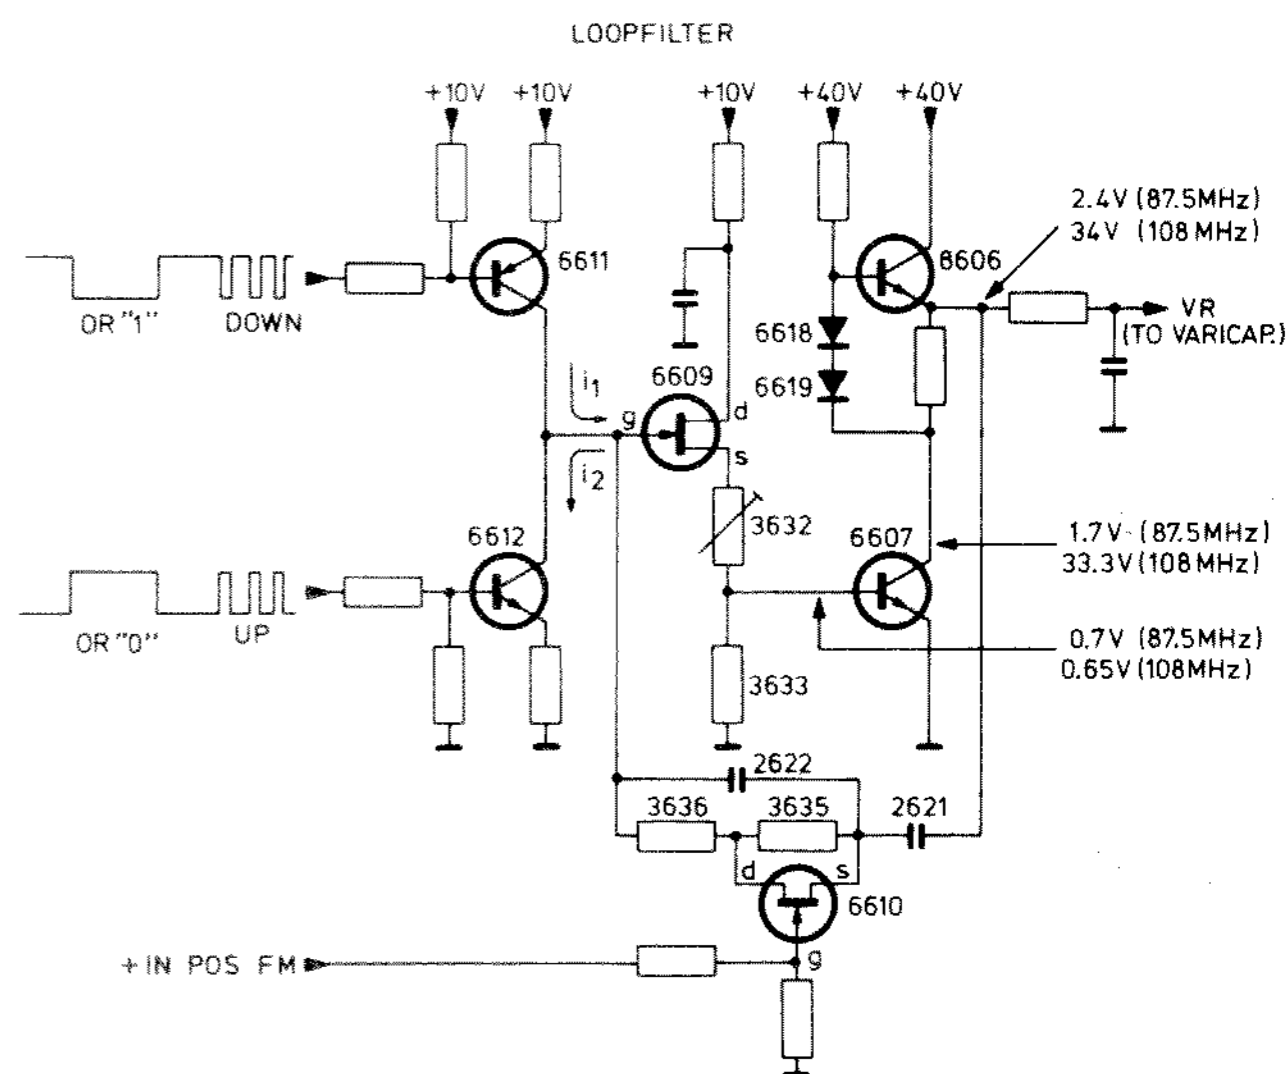 LOOPFILTER
+10V +10V +10V +40V +40V
2.4V (87.5MHz)
34V (108MHz)
6611
6606
OR "1" DOWN
VR
(TO VARICAP.)
6618
6619
i1
6609
g
d
s
i2
3632
6612
6607
1.7V (87.5MHz)
33.3V (108MHz)
OR "0" UP
0.7V (87.5MHz)
0.65V (108MHz)
3633
2622
3636 3635 2621
d s
6610
+IN POS FM
g